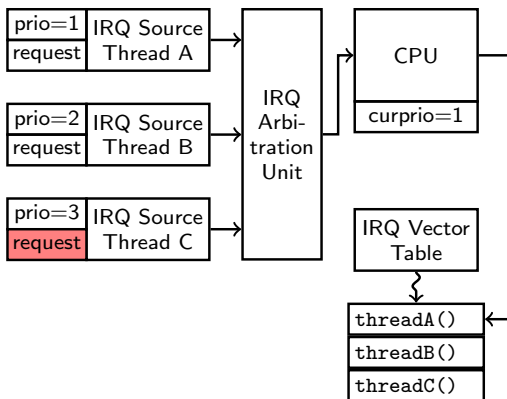 prio=1
request
IRQ Source
Thread A
prio=2
request
IRQ Source
Thread B
prio=3
request
IRQ Source
Thread C
IRQ
Arbi-
tration
Unit
CPU
curprio=1
IRQ Vector
Table
threadA()
threadB()
threadC()